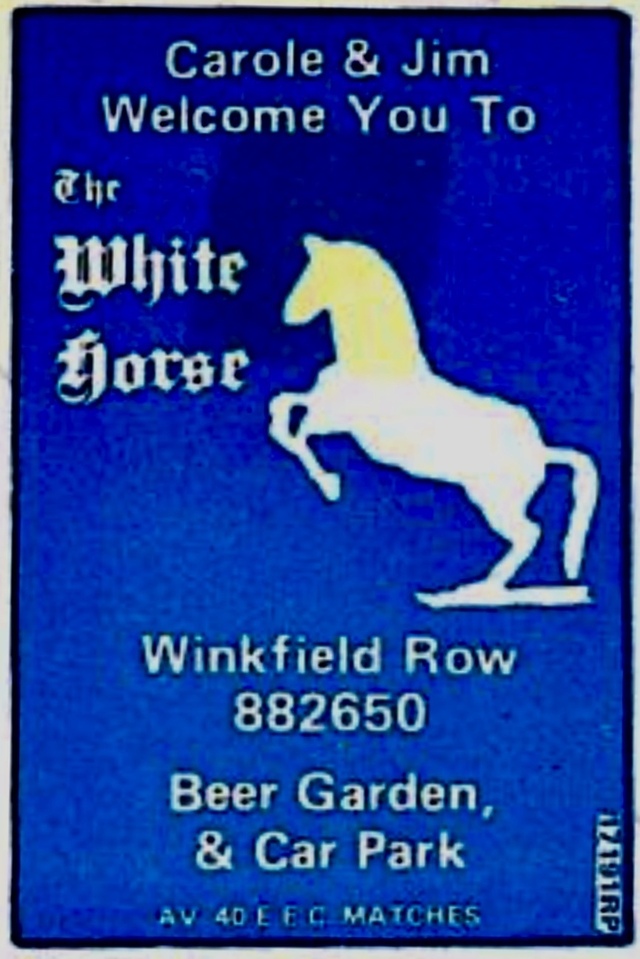 Carole & Jim
Welcome You To
The
White
Horse
Winkfield Row
882650
Beer Garden,
& Car Park
AV 40 E.E.C. MATCHES